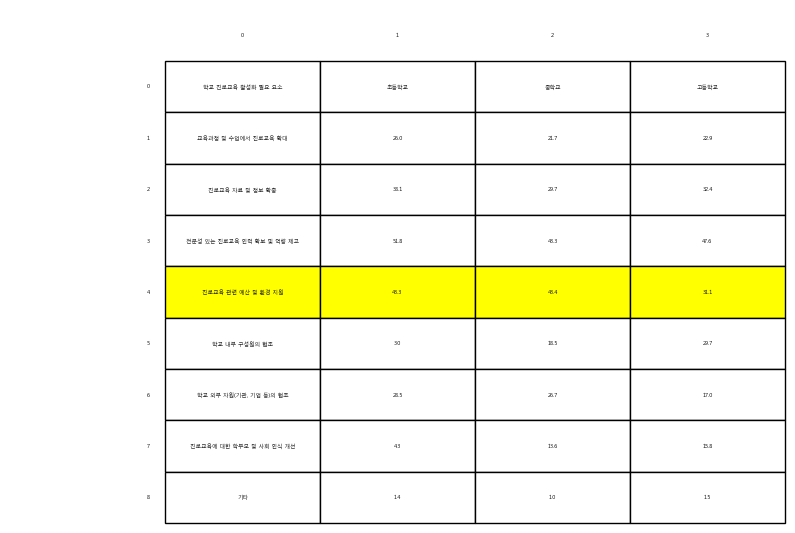 0 1 2 3
0 학교 진로교육 활성화 필요 요소 초등학교 중학교 고등학교
1 교육과정 및 수업에서 진로교육 확대 26.0 21.7 22.9
2 진로교육 자료 및 정보 확충 38.1 29.7 32.4
3 전문성 있는 진로교육 인력 확보 및 역량 제고 51.8 43.3 47.6
4 진로교육 관련 예산 및 환경 지원 48.3 43.4 31.1
5 학교 내부 구성원의 협조 18.5 29.7
6 학교 외부 자원(기관, 기업 등)의 협조 28.5 26.7 17.0
7 진로교육에 대한 학부모 및 사회 인식 개선 13.6 15.8
8 기타 1.4 1.0 1.5